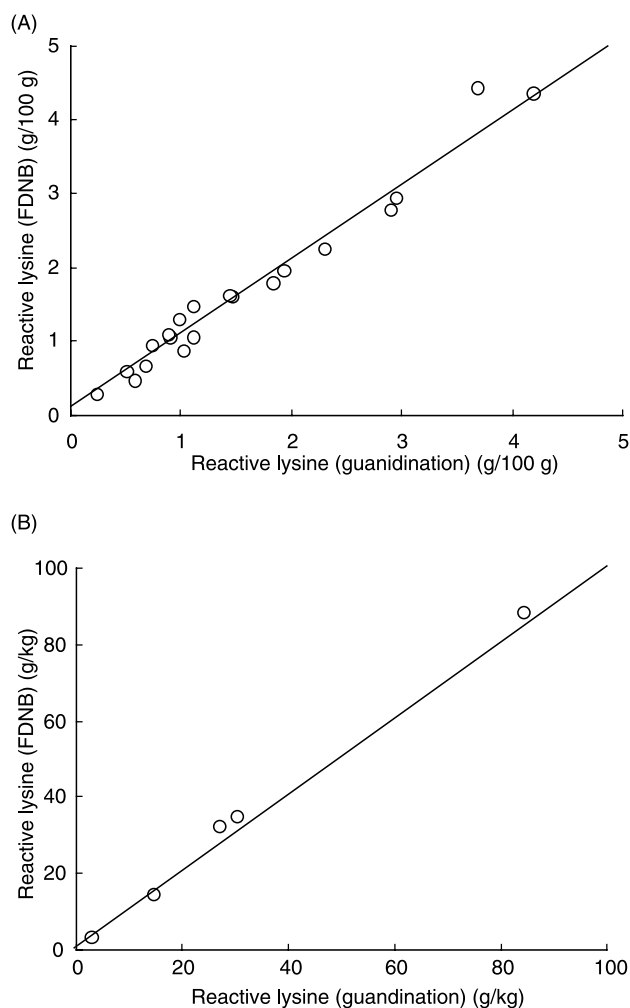 (A)
5
4
3
2
1
0
Reactive lysine (FDNB) (g/100 g)
0 1 2 3 4 5
Reactive lysine (guanidination) (g/100 g)
(B)
100
80
60
40
20
0
Reactive lysine (FDNB) (g/kg)
0 20 40 60 80 100
Reactive lysine (guandination) (g/kg)